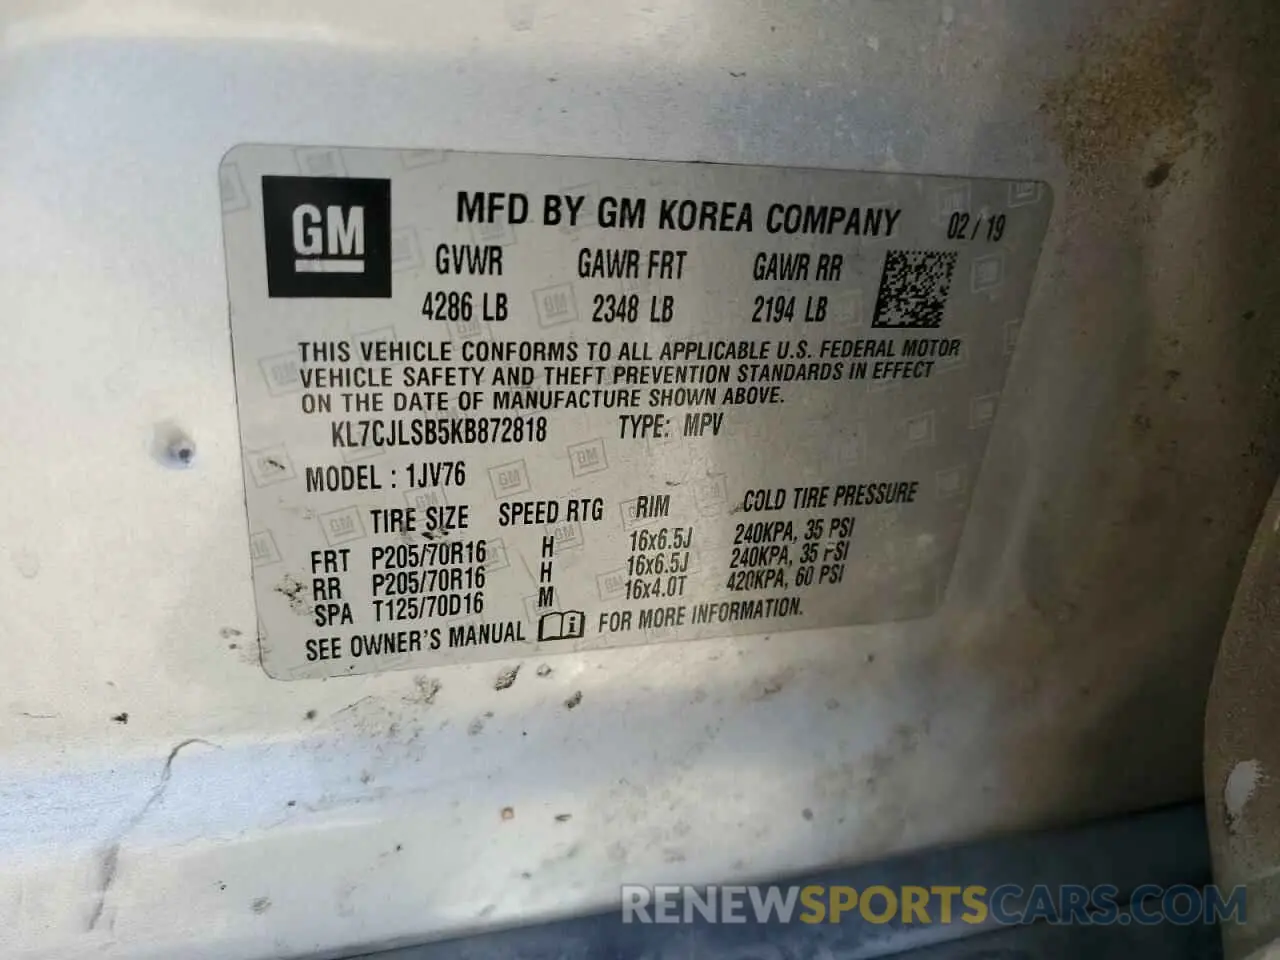 GM
MFD BY GM KOREA COMPANY 02 / 19
GVWR GAWR FRT GAWR RR
4286 LB 2348 LB 2194 LB
THIS VEHICLE CONFORMS TO ALL APPLICABLE U.S. FEDERAL MOTOR
VEHICLE SAFETY AND THEFT PREVENTION STANDARDS IN EFFECT
ON THE DATE OF MANUFACTURE SHOWN ABOVE.
KL7CJLSB5KB872818 TYPE: MPV
MODEL : 1JV76
TIRE SIZE SPEED RTG RIM COLD TIRE PRESSURE
FRT P205/70R16 H 16x6.5J 240KPA, 35 PSI
RR P205/70R16 H 16x6.5J 240KPA, 35 PSI
SPA T125/70D16 M 16x4.0T 420KPA, 60 PSI
SEE OWNER'S MANUAL i FOR MORE INFORMATION.
RENEWSPORTSCARS.COM